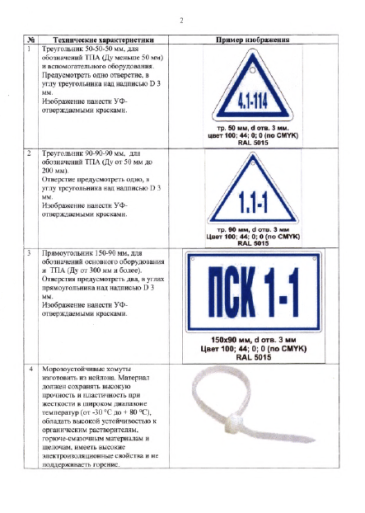 2
№ Технические характеристики Пример изображения
1 Треугольник 50-50-50 мм, для
обозначений ТПА (Ду меньше 50 мм)
и вспомогательного оборудования.
Предусмотреть одно отверстие, в
углу треугольника над надписью D 3
мм.
Изображение нанести УФ-
отверждаемыми красками.
4.1-114
тр. 50 мм, d отв. 3 мм.
цвет 100; 44; 0; 0 (по CMYK)
RAL 5015
2 Треугольник 90-90-90 мм, для
обозначений ТПА (Ду от 50 мм до
200 мм).
Отверстие предусмотреть одно, в
углу треугольника над надписью D 3
мм.
Изображение нанести УФ-
отверждаемыми красками.
1.1-1
тр. 90 мм, d отв. 3 мм
цвет 100; 44; 0; 0 (по CMYK)
RAL 5015
3 Прямоугольник 150-90 мм, для
обозначений основного оборудования
и ТПА (Ду от 300 мм и более).
Отверстия предусмотреть два, в углах
прямоугольника над надписью D 3
мм.
Изображение нанести УФ-
отверждаемыми красками.
ПСК 1-1
150x90 мм, d отв. 3 мм
Цвет 100; 44; 0; 0 (по CMYK)
RAL 5015
4 Морозоустойчивые хомуты
изготовить из нейлона. Материал
должен сохранять высокую
прочность и пластичность при
жесткости в широком диапазоне
температур (от -30 °С до + 80 °С),
обладать высокой устойчивостью к
органическим растворителям,
горюче-смазочным материалам и
щелочам, иметь высокие
электроизоляционные свойства и не
поддерживать горение.